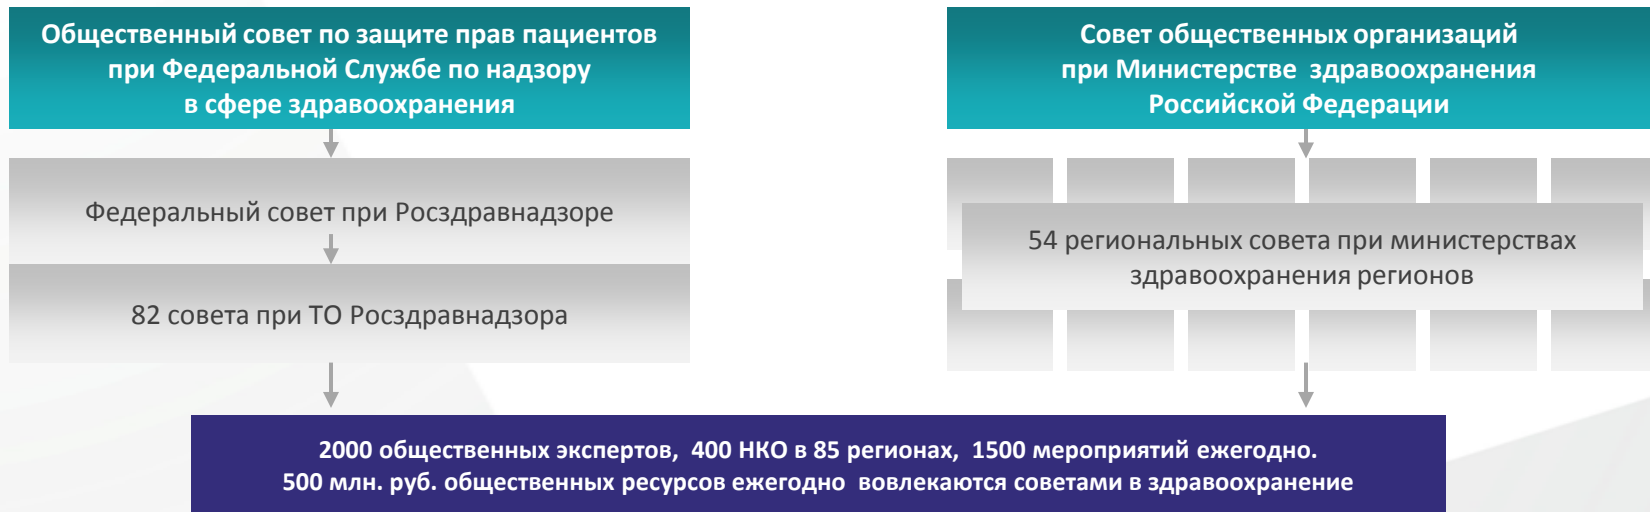 Общественный совет по защите прав пациентов
при Федеральной Службе по надзору
в сфере здравоохранения
Федеральный совет при Росздравнадзоре
82 совета при ТО Росздравнадзора
Совет общественных организаций
при Министерстве здравоохранения
Российской Федерации
54 региональных совета при министерствах
здравоохранения регионов
2000 общественных экспертов, 400 НКО в 85 регионах, 1500 мероприятий ежегодно.
500 млн. руб. общественных ресурсов ежегодно вовлекаются советами в здравоохранение